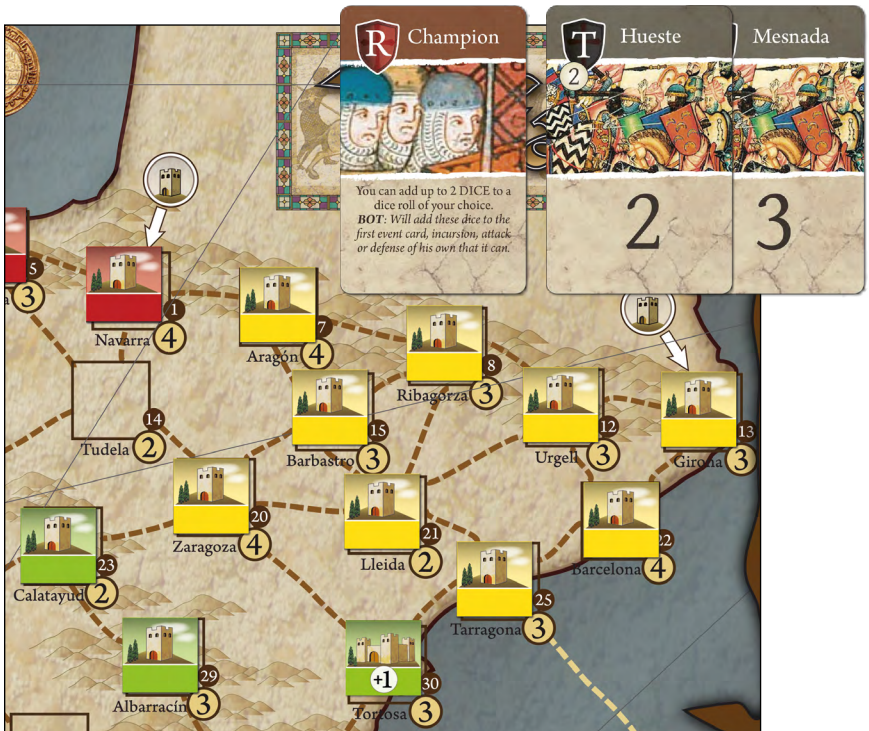 R Champion
You can add up to 2 DICE to a
dice roll of your choice.
BOT: Will add these dice to the
first event card, incursion, attack
or defense of his own that it can.
T Hueste
2
2
Mesnada
3
5
3
1
Navarra 4
7
Aragón 4
8
Ribagorza 3
14
Tudela 2
15
Barbastro 3
12
Urgell 3
13
Girona 3
20
Zaragoza 4
21
Lleida 2
22
Barcelona 4
23
Calatayud 2
25
Tarragona 3
29
Albarracín 3
+1
30
Tortosa 3